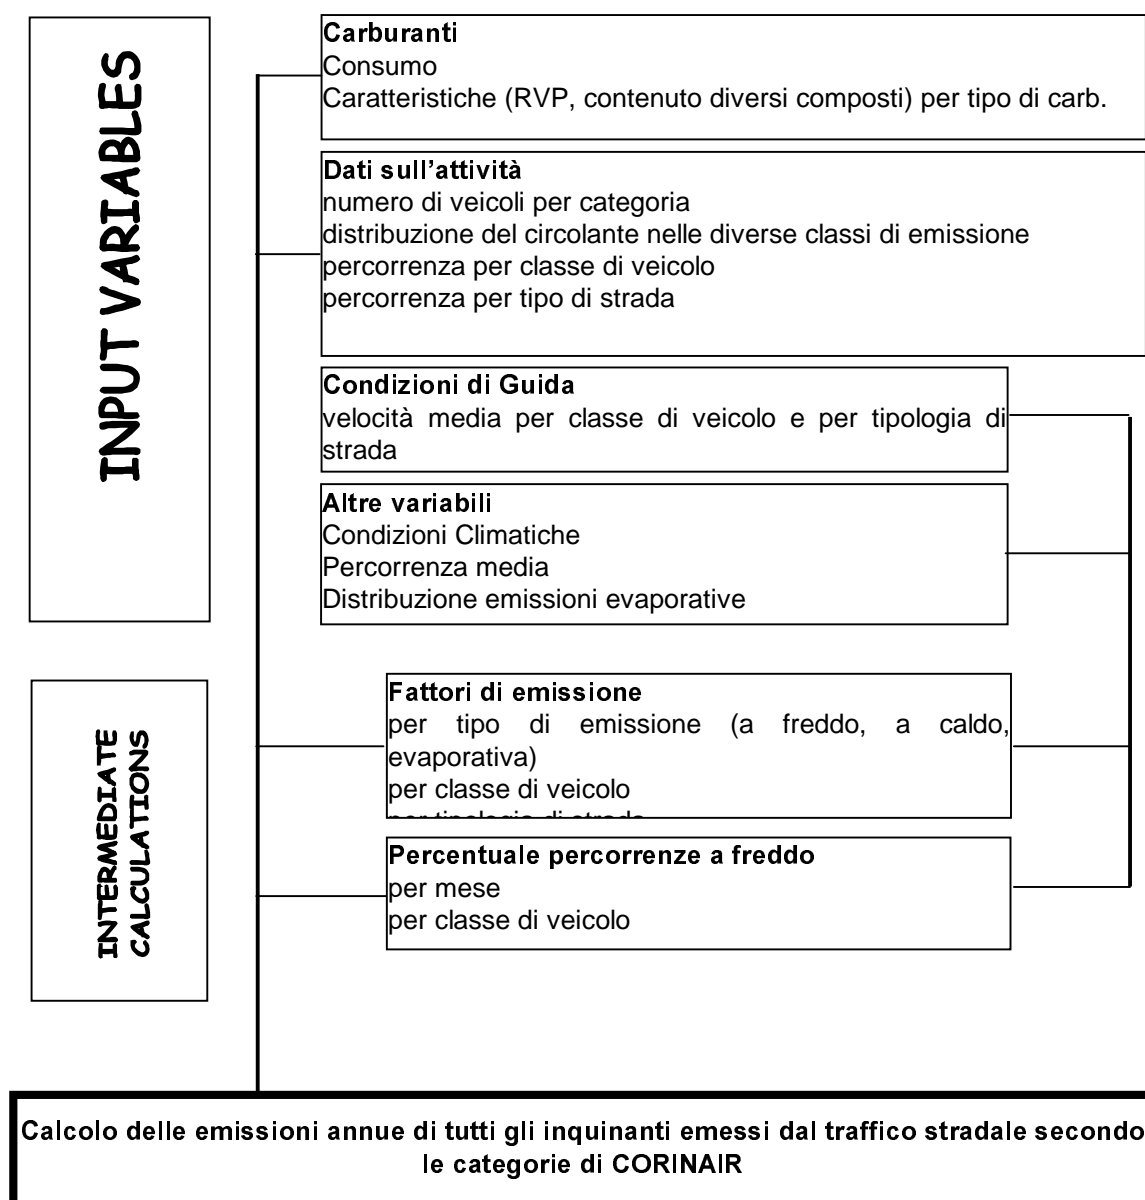 INPUT VARIABLES
Carburanti
Consumo
Caratteristiche (RVP, contenuto diversi composti) per tipo di carb.
Dati sull'attività
numero di veicoli per categoria
distribuzione del circolante nelle diverse classi di emissione
percorrenza per classe di veicolo
percorrenza per tipo di strada
Condizioni di Guida
velocità media per classe di veicolo e per tipologia di
strada
Altre variabili
Condizioni Climatiche
Percorrenza media
Distribuzione emissioni evaporative
INTERMEDIATE
CALCULATIONS
Fattori di emissione
per tipo di emissione (a freddo, a caldo,
evaporativa)
per classe di veicolo
per tipologia di strada
Percentuale percorrenze a freddo
per mese
per classe di veicolo
Calcolo delle emissioni annue di tutti gli inquinanti emessi dal traffico stradale secondo
le categorie di CORINAIR